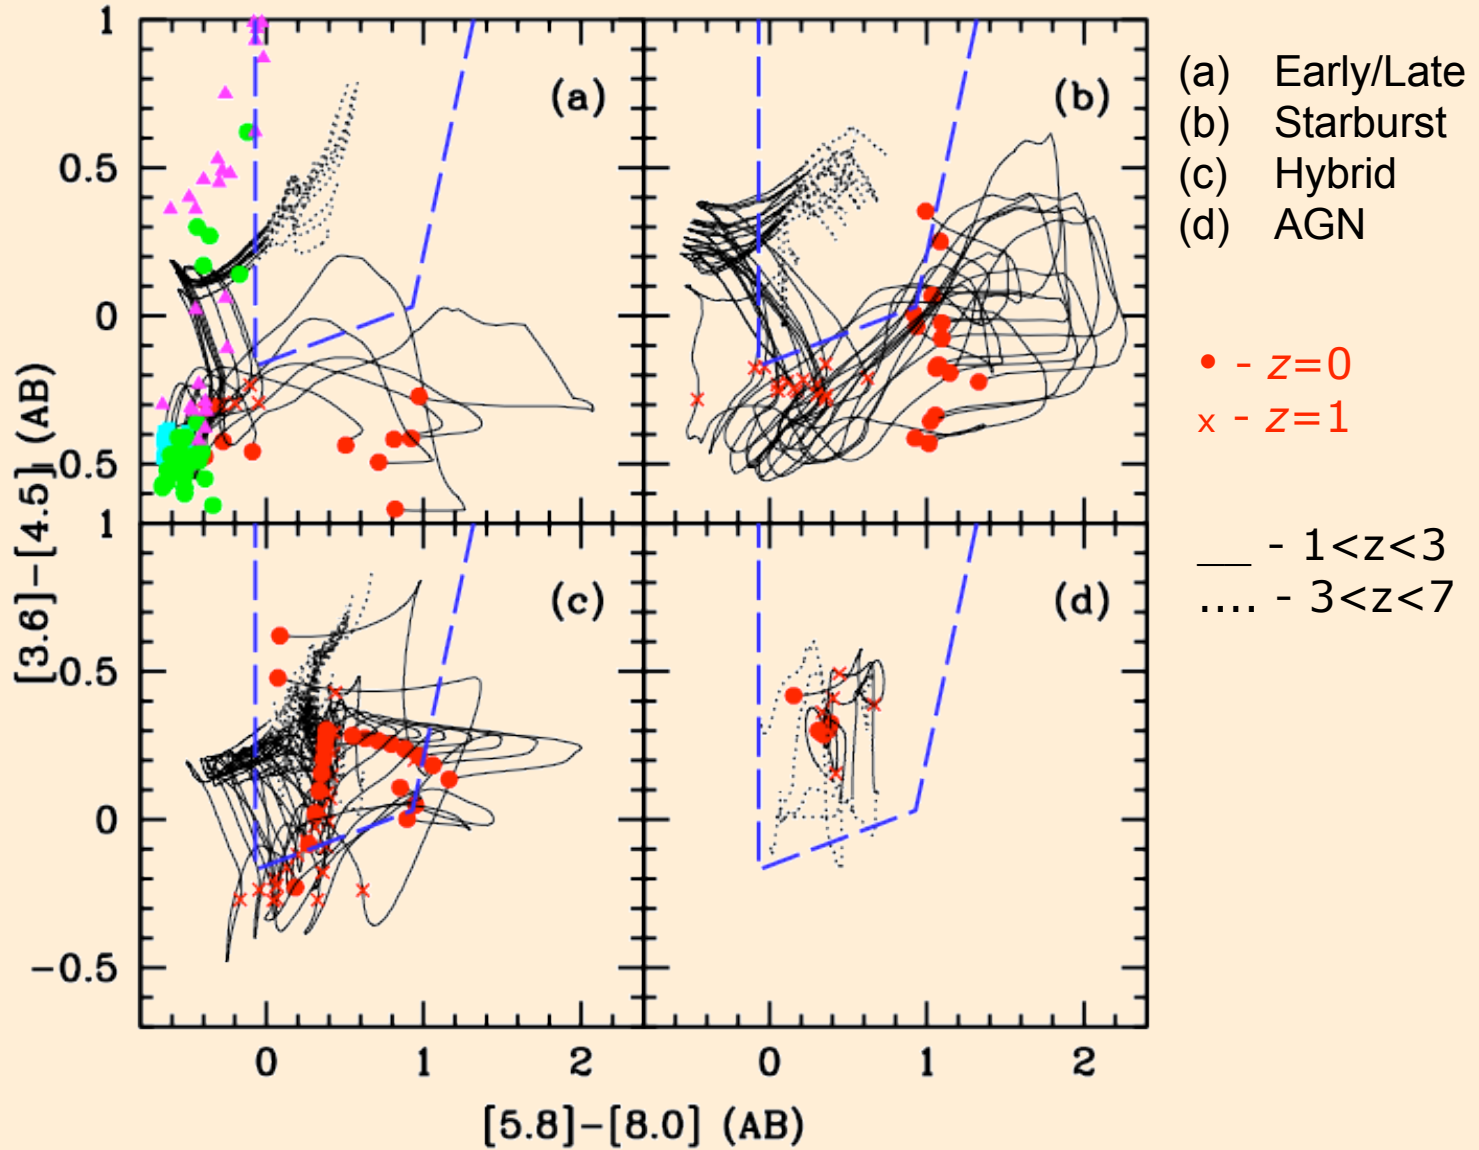 1
0.5
0
-0.5
(a)
(b)
(a) Early/Late
(b) Starburst
(c) Hybrid
(d) AGN
• - z=0
x - z=1
__ - 1<z<3
.... - 3<z<7
[3.6]-[4.5] (AB)
1
0.5
0
-0.5
(c)
(d)
0 1 2 0 1 2
[5.8]-[8.0] (AB)